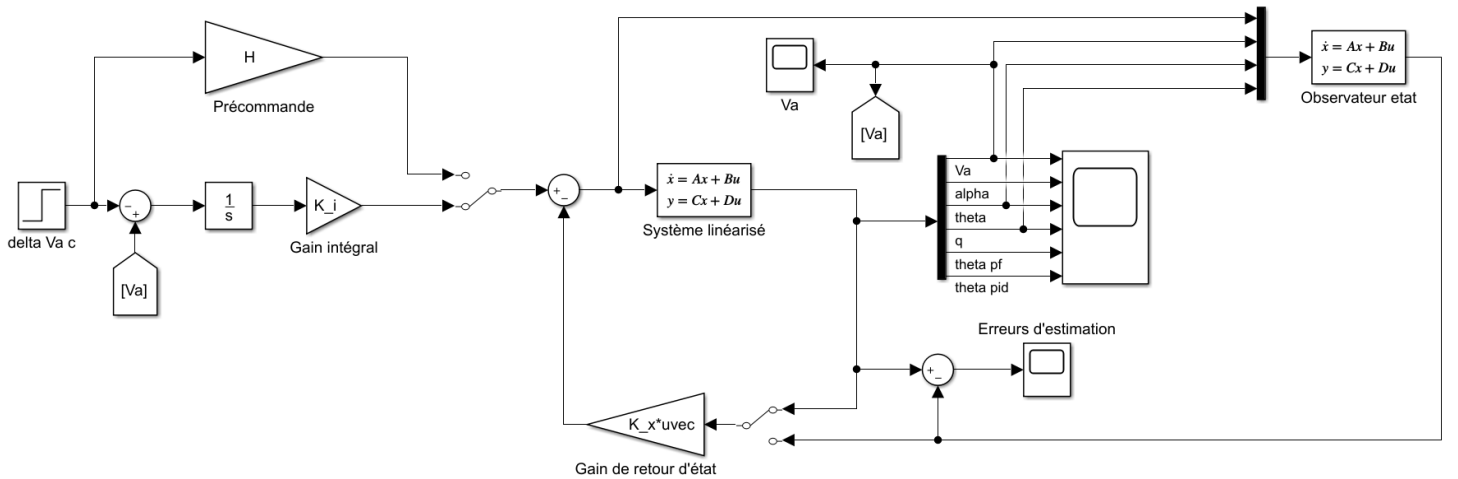 H
Précommande
delta Va c
−
+
1
s
K_i
Gain intégral
[Va]
+
−
ẋ = Ax + Bu
y = Cx + Du
Système linéarisé
Va
[Va]
Va
alpha
theta
q
theta pf
theta pid
ẋ = Ax + Bu
y = Cx + Du
Observateur etat
Erreurs d'estimation
+
−
K_x*uvec
Gain de retour d'état